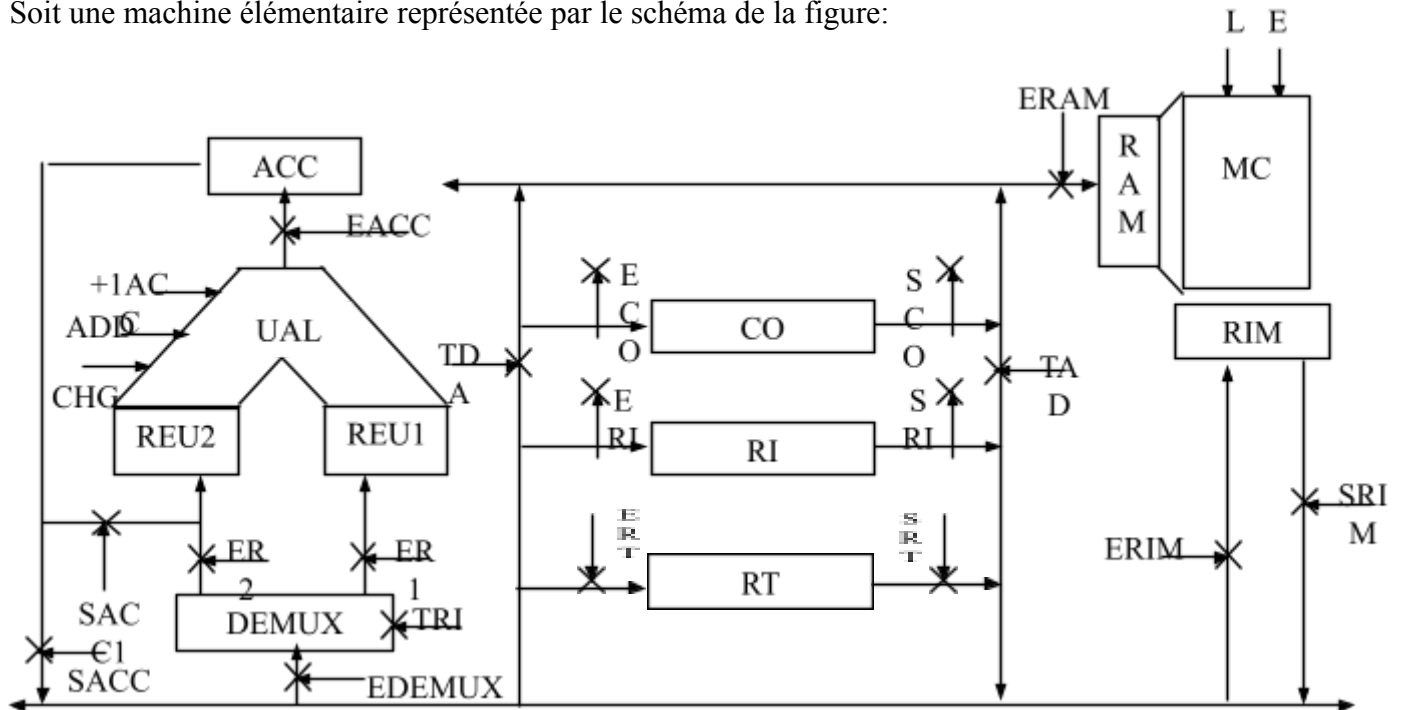 Soit une machine élémentaire représentée par le schéma de la figure:
L E
ERAM
R
A
M
MC
ACC
EACC
+1AC
C
ADD
CHG
UAL
REU2
REU1
TD
A
E
C
O
CO
S
C
O
TA
D
E
RI
RI
S
RI
E
R
T
RT
S
R
T
RIM
SRI
M
ERIM
ER
2
ER
1
DEMUX
TRI
SAC
C1
SACC
EDEMUX